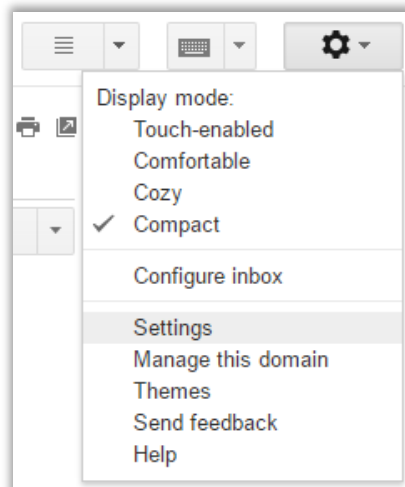 Display mode:
Touch-enabled
Comfortable
Cozy
Compact
Configure inbox
Settings
Manage this domain
Themes
Send feedback
Help